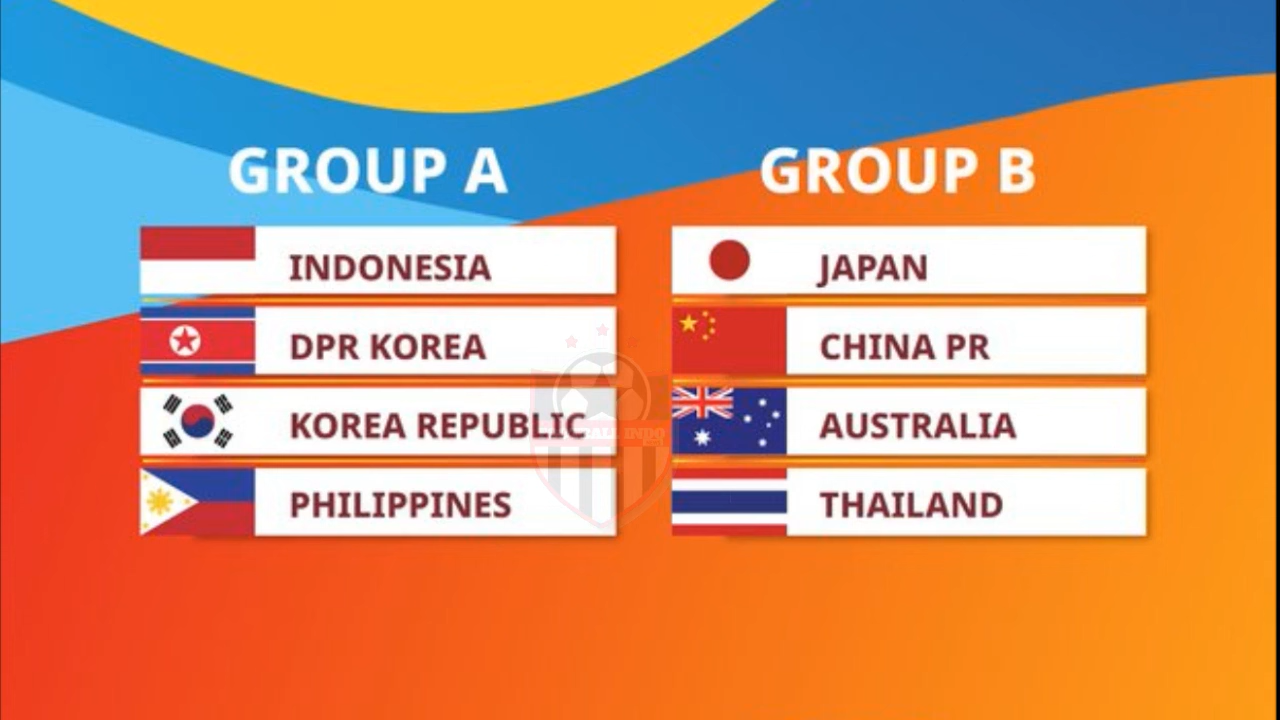 GROUP A
INDONESIA
DPR KOREA
KOREA REPUBLIC
PHILIPPINES
GROUP B
JAPAN
CHINA PR
AUSTRALIA
THAILAND